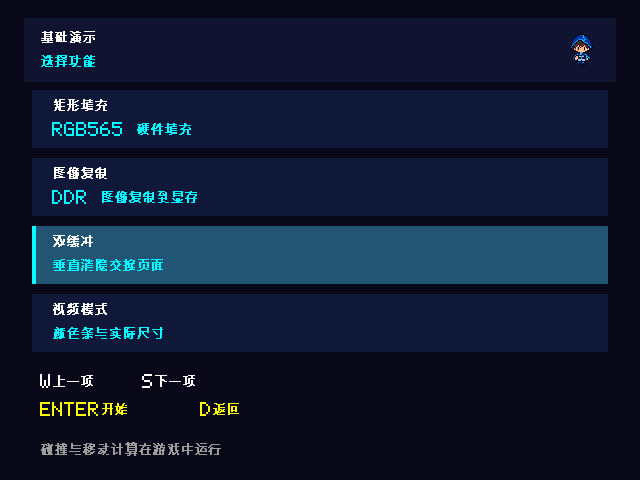 基础演示
选择功能
矩形填充
RGB565 硬件填充
图像复制
DDR 图像复制到显存
双缓冲
垂直消隐交换页面
视频模式
颜色条与实际尺寸
W上一项 S下一项
ENTER开始 D返回
碰撞与移动计算在游戏中运行